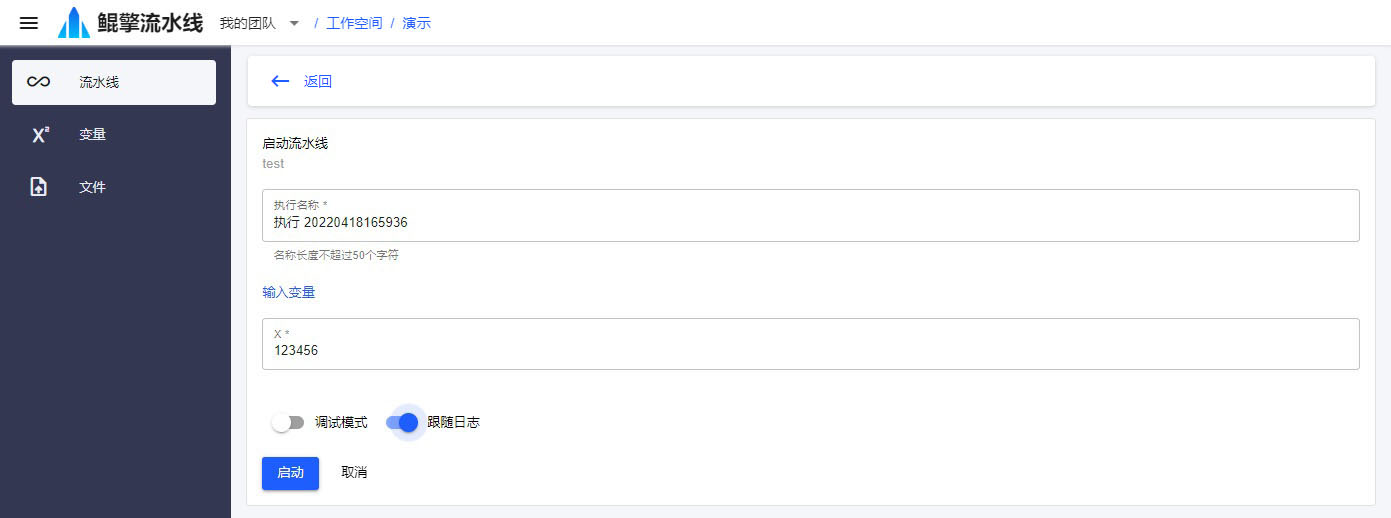 鲲擎流水线 我的团队 / 工作空间 / 演示
流水线
变量
文件
返回
启动流水线
test
执行名称 *
执行 20220418165936
名称长度不超过50个字符
输入变量
X *
123456
调试模式 跟随日志
启动 取消